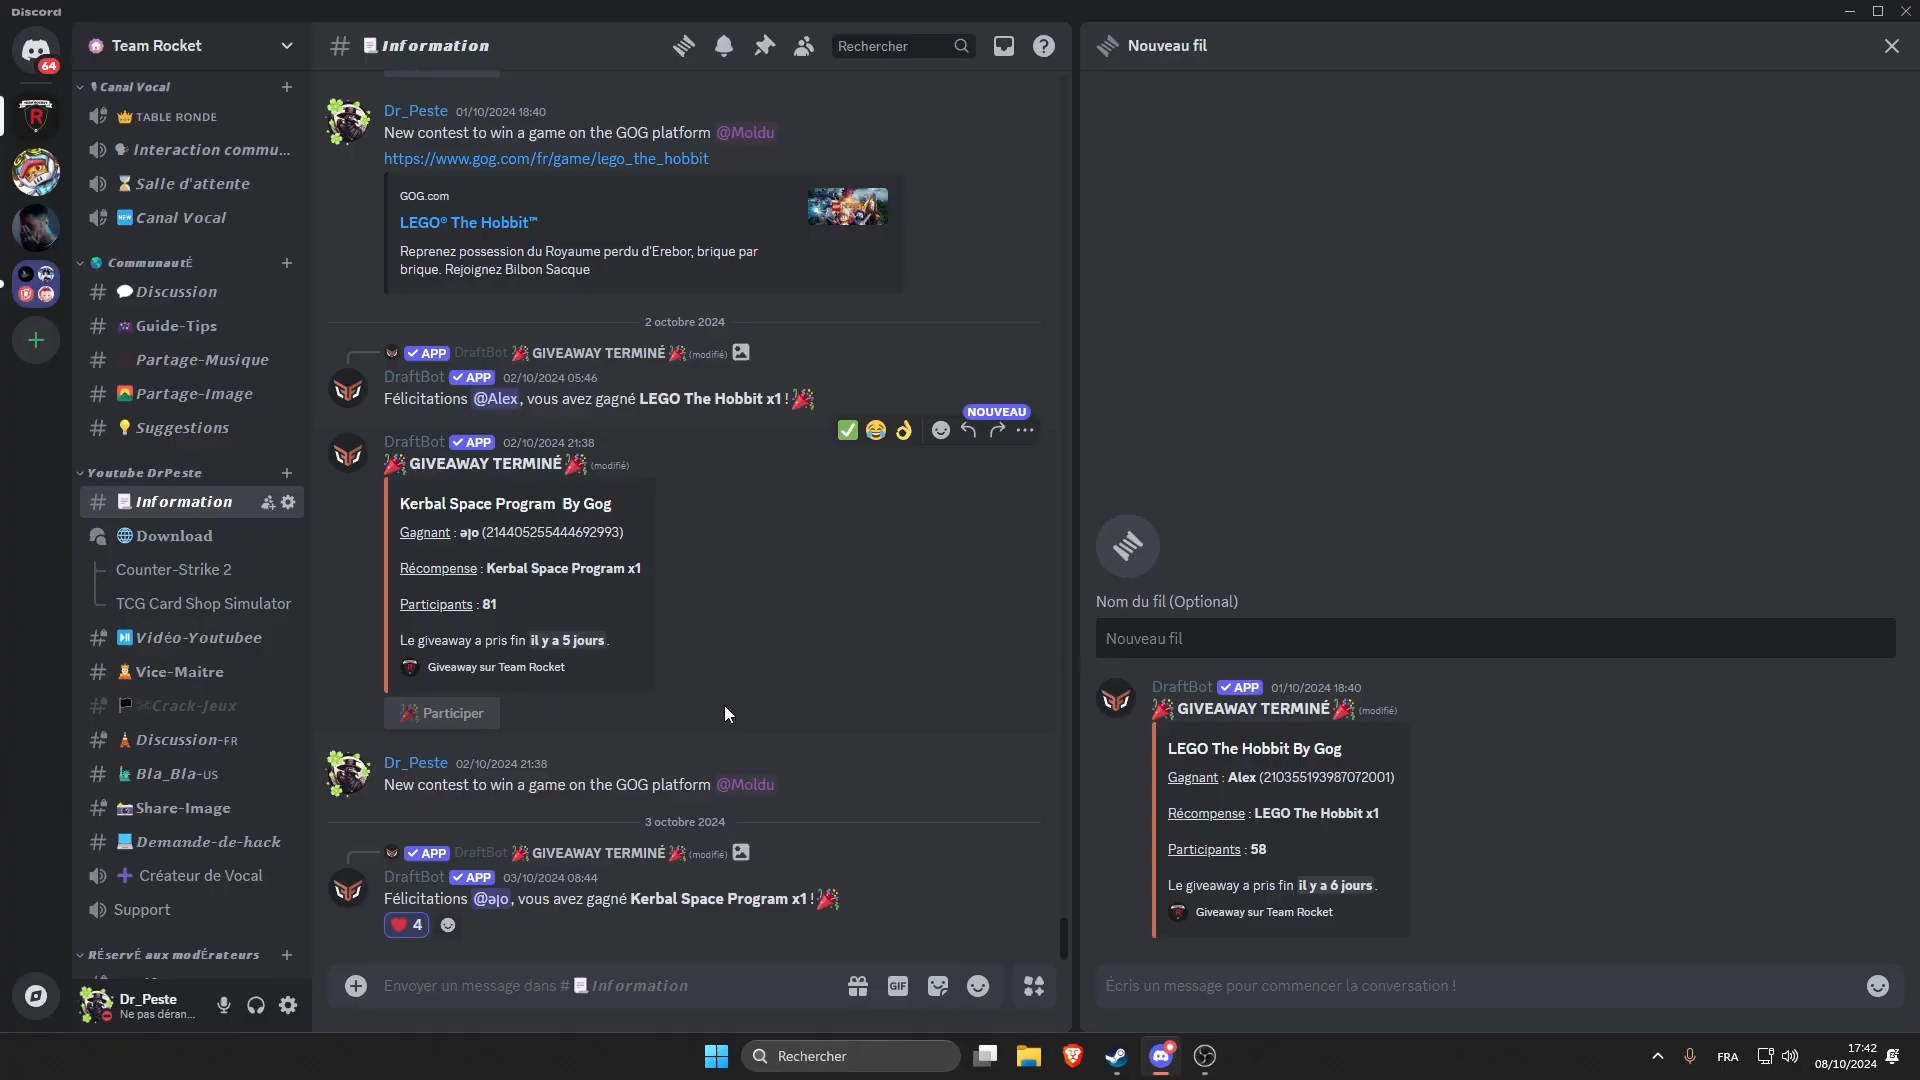 Discord
64
Team Rocket
Canal Vocal
TABLE RONDE
Interaction commu...
Salle d'attente
NEW Canal Vocal
CommunautÉ
Discussion
Guide-Tips
Partage-Musique
Partage-Image
Suggestions
Youtube DrPeste
Information
Download
Counter-Strike 2
TCG Card Shop Simulator
Vidéo-Youtubee
Vice-Maitre
Crack-Jeux
Discussion-FR
Bla_Bla-US
Share-Image
Demande-de-hack
Créateur de Vocal
Support
RÉservÉ aux modÉrateurs
Dr_Peste
Ne pas déran...
Information
Rechercher
Dr_Peste 01/10/2024 18:40
New contest to win a game on the GOG platform @Moldu
https://www.gog.com/fr/game/lego_the_hobbit
GOG.com
LEGO® The Hobbit™
Reprenez possession du Royaume perdu d'Erebor, brique par
brique. Rejoignez Bilbon Sacque
2 octobre 2024
APP DraftBot GIVEAWAY TERMINÉ (modifié)
DraftBot APP 02/10/2024 05:46
Félicitations @Alex, vous avez gagné LEGO The Hobbit x1 !
NOUVEAU
DraftBot APP 02/10/2024 21:38
GIVEAWAY TERMINÉ (modifié)
Kerbal Space Program By Gog
Gagnant : ǝןo (214405255444692993)
Récompense : Kerbal Space Program x1
Participants : 81
Le giveaway a pris fin il y a 5 jours.
Giveaway sur Team Rocket
Participer
Dr_Peste 02/10/2024 21:38
New contest to win a game on the GOG platform @Moldu
3 octobre 2024
APP DraftBot GIVEAWAY TERMINÉ (modifié)
DraftBot APP 03/10/2024 08:44
Félicitations @ǝןo, vous avez gagné Kerbal Space Program x1 !
4
Envoyer un message dans # Information
GIF
Nouveau fil
Nom du fil (Optional)
Nouveau fil
DraftBot APP 01/10/2024 18:40
GIVEAWAY TERMINÉ (modifié)
LEGO The Hobbit By Gog
Gagnant : Alex (210355193987072001)
Récompense : LEGO The Hobbit x1
Participants : 58
Le giveaway a pris fin il y a 6 jours.
Giveaway sur Team Rocket
Écris un message pour commencer la conversation !
Rechercher
FRA
17:42
08/10/2024